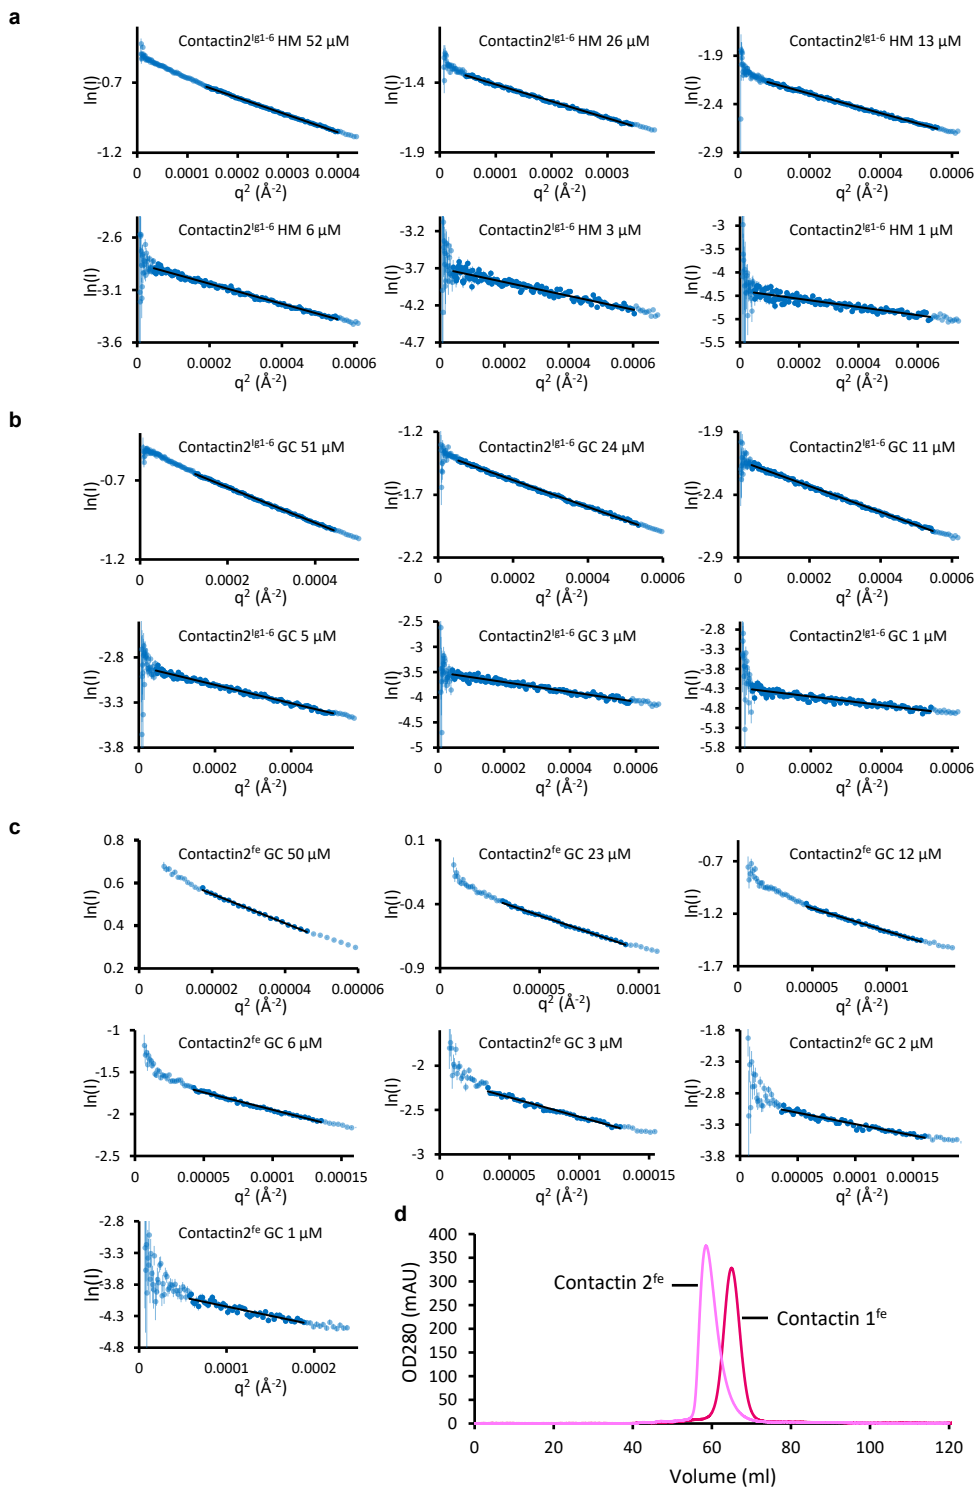 a
Contactin2Ig1-6 HM 52 µM
ln(I)
-0.7
-1.2
0 0.0001 0.0002 0.0003 0.0004
q2 (Å-2)
Contactin2Ig1-6 HM 26 µM
ln(I)
-1.4
-1.9
0 0.0001 0.0002 0.0003
q2 (Å-2)
Contactin2Ig1-6 HM 13 µM
ln(I)
-1.9
-2.4
-2.9
0 0.0002 0.0004 0.0006
q2 (Å-2)
Contactin2Ig1-6 HM 6 µM
ln(I)
-2.6
-3.1
-3.6
0 0.0002 0.0004 0.0006
q2 (Å-2)
Contactin2Ig1-6 HM 3 µM
ln(I)
-3.2
-3.7
-4.2
-4.7
0 0.0002 0.0004 0.0006
q2 (Å-2)
Contactin2Ig1-6 HM 1 µM
ln(I)
-3
-3.5
-4
-4.5
-5
-5.5
0 0.0002 0.0004 0.0006
q2 (Å-2)
b
Contactin2Ig1-6 GC 51 µM
ln(I)
-0.7
-1.2
0 0.0002 0.0004
q2 (Å-2)
Contactin2Ig1-6 GC 24 µM
ln(I)
-1.2
-1.7
-2.2
0 0.0002 0.0004 0.0006
q2 (Å-2)
Contactin2Ig1-6 GC 11 µM
ln(I)
-1.9
-2.4
-2.9
0 0.0002 0.0004 0.0006
q2 (Å-2)
Contactin2Ig1-6 GC 5 µM
ln(I)
-2.8
-3.3
-3.8
0 0.0002 0.0004
q2 (Å-2)
Contactin2Ig1-6 GC 3 µM
ln(I)
-2.5
-3
-3.5
-4
-4.5
-5
0 0.0002 0.0004 0.0006
q2 (Å-2)
Contactin2Ig1-6 GC 1 µM
ln(I)
-2.8
-3.3
-3.8
-4.3
-4.8
-5.3
-5.8
0 0.0002 0.0004 0.0006
q2 (Å-2)
c
Contactin2fe GC 50 µM
ln(I)
0.8
0.6
0.4
0.2
0 0.00002 0.00004 0.00006
q2 (Å-2)
Contactin2fe GC 23 µM
ln(I)
0.1
-0.4
-0.9
0 0.00005 0.0001
q2 (Å-2)
Contactin2fe GC 12 µM
ln(I)
-0.7
-1.2
-1.7
0 0.00005 0.0001
q2 (Å-2)
Contactin2fe GC 6 µM
ln(I)
-1
-1.5
-2
-2.5
0 0.00005 0.0001 0.00015
q2 (Å-2)
Contactin2fe GC 3 µM
ln(I)
-2
-2.5
-3
0 0.00005 0.0001 0.00015
q2 (Å-2)
Contactin2fe GC 2 µM
ln(I)
-1.8
-2.3
-2.8
-3.3
-3.8
0 0.00005 0.0001 0.00015
q2 (Å-2)
Contactin2fe GC 1 µM
ln(I)
-2.8
-3.3
-3.8
-4.3
-4.8
0 0.0001 0.0002
q2 (Å-2)
d
OD280 (mAU)
400
350
300
250
200
150
100
50
0
Contactin 2fe
Contactin 1fe
0 20 40 60 80 100 120
Volume (ml)